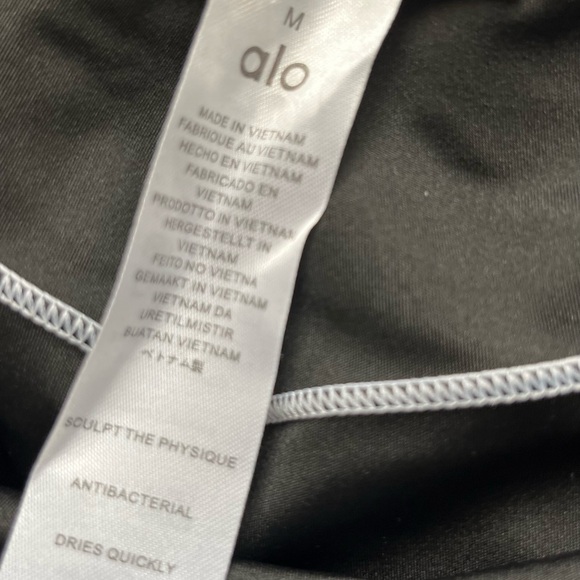 M
alo
MADE IN VIETNAM
FABRIQUE AU VIETNAM
HECHO EN VIETNAM
FABRICADO EN
VIETNAM
PRODOTTO IN VIETNAM
HERGESTELLT IN
VIETNAM
FEITO NO VIETNA
GEMAAKT IN VIETNAM
VIETNAM DA
URETILMISTIR
BUATAN VIETNAM
ベトナム製
SCULPT THE PHYSIQUE
ANTIBACTERIAL
DRIES QUICKLY